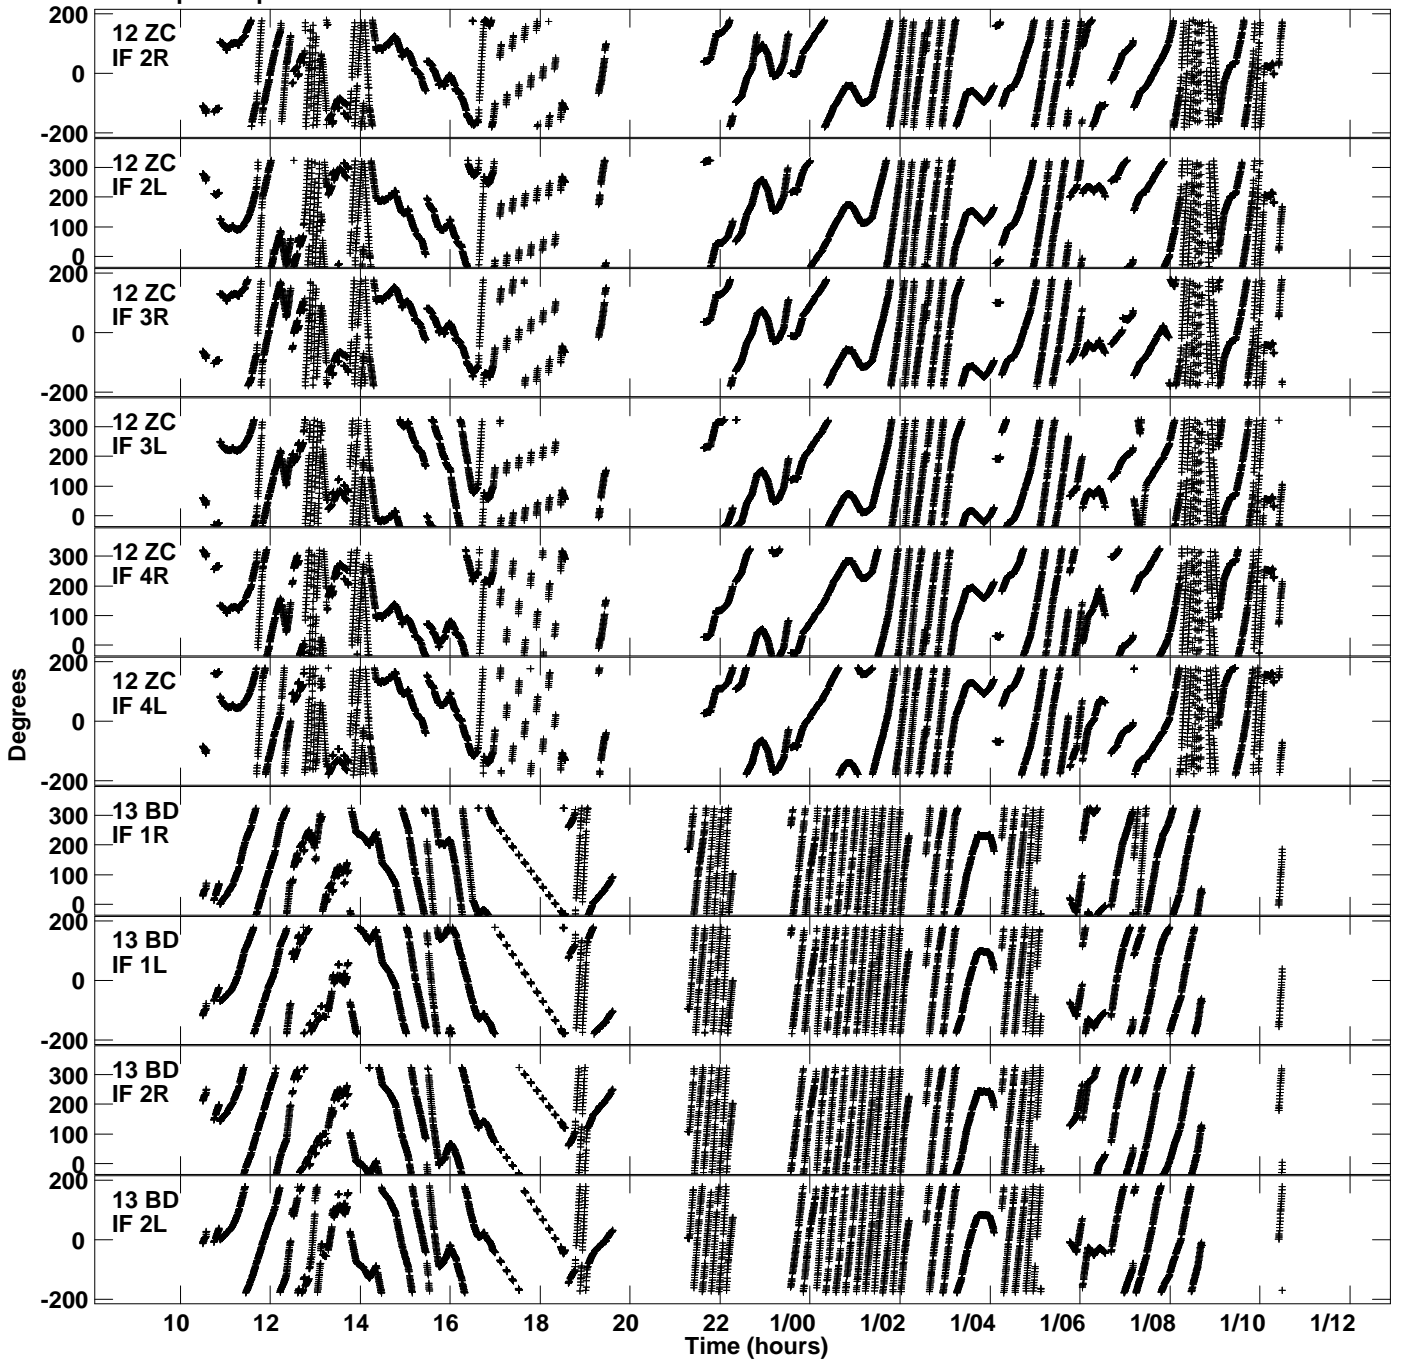 200
0
-200
12 ZC
IF 2R
300
200
100
0
12 ZC
IF 2L
200
0
-200
12 ZC
IF 3R
300
200
100
0
12 ZC
IF 3L
300
200
100
0
12 ZC
IF 4R
200
0
-200
12 ZC
IF 4L
300
200
100
0
13 BD
IF 1R
200
0
-200
13 BD
IF 1L
300
200
100
0
13 BD
IF 2R
200
0
-200
13 BD
IF 2L
Degrees
10 12 14 16 18 20 22 1/00 1/02 1/04 1/06 1/08 1/10 1/12
Time (hours)